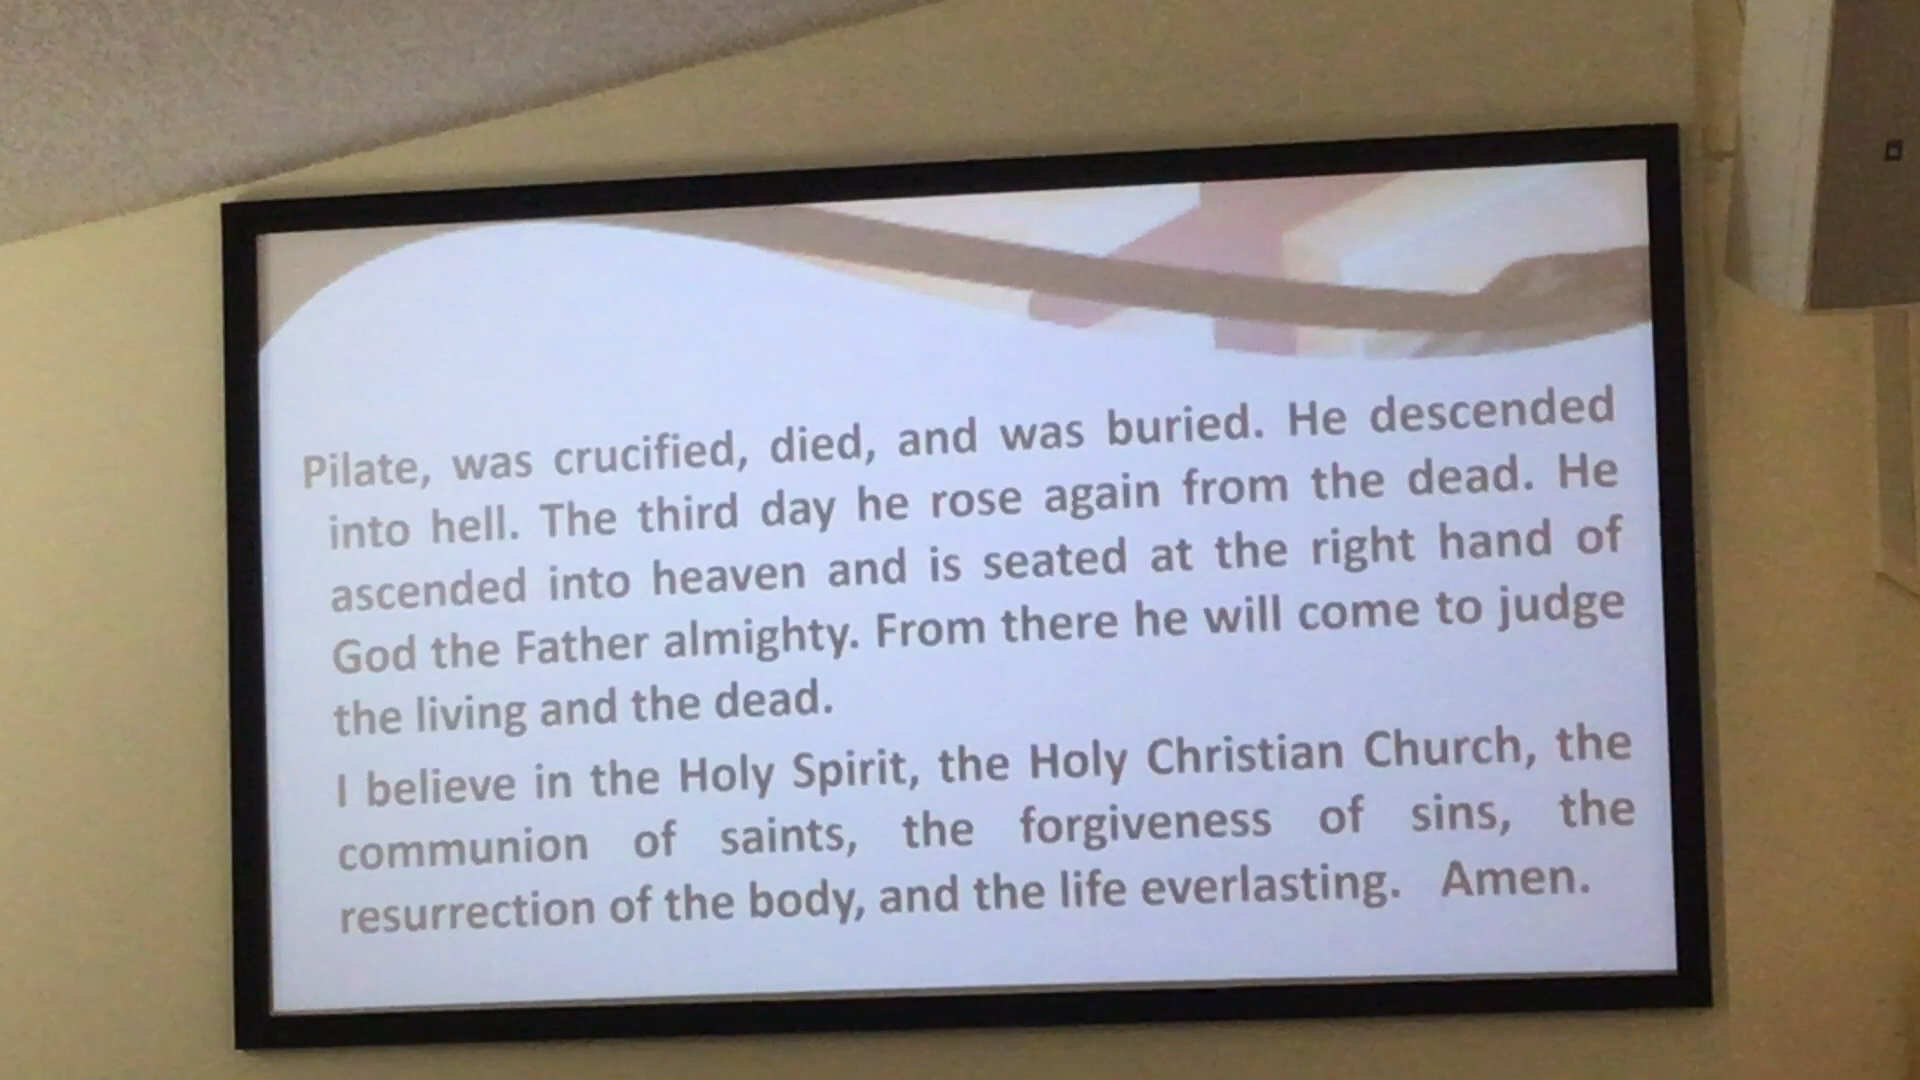 Pilate, was crucified, died, and was buried. He descended
into hell. The third day he rose again from the dead. He
ascended into heaven and is seated at the right hand of
God the Father almighty. From there he will come to judge
the living and the dead.
I believe in the Holy Spirit, the Holy Christian Church, the
communion of saints, the forgiveness of sins, the
resurrection of the body, and the life everlasting. Amen.